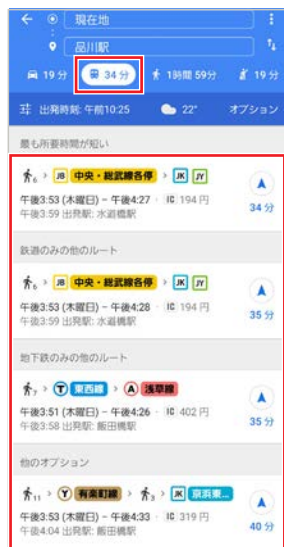 現在地
品川駅
19 分 34 分 1時間 59分 19 分
出発時刻: 午前10:25 22° オプション
最も所要時間が短い
6 JB 中央・総武線各停 JK JY
午後3:53 (木曜日) - 午後4:27 IC 194 円
午後3:59 出発駅: 水道橋駅
34 分
鉄道のみの他のルート
6 JB 中央・総武線各停 JK JY
午後3:53 (木曜日) - 午後4:28 IC 194 円
午後3:59 出発駅: 水道橋駅
35 分
地下鉄のみの他のルート
7 T 東西線 A 浅草線
午後3:51 (木曜日) - 午後4:26 IC 402 円
午後3:58 出発駅: 飯田橋駅
35 分
他のオプション
11 Y 有楽町線 3 JK 京浜東...
午後3:53 (木曜日) - 午後4:33 IC 319 円
午後4:04 出発駅: 飯田橋駅
40 分